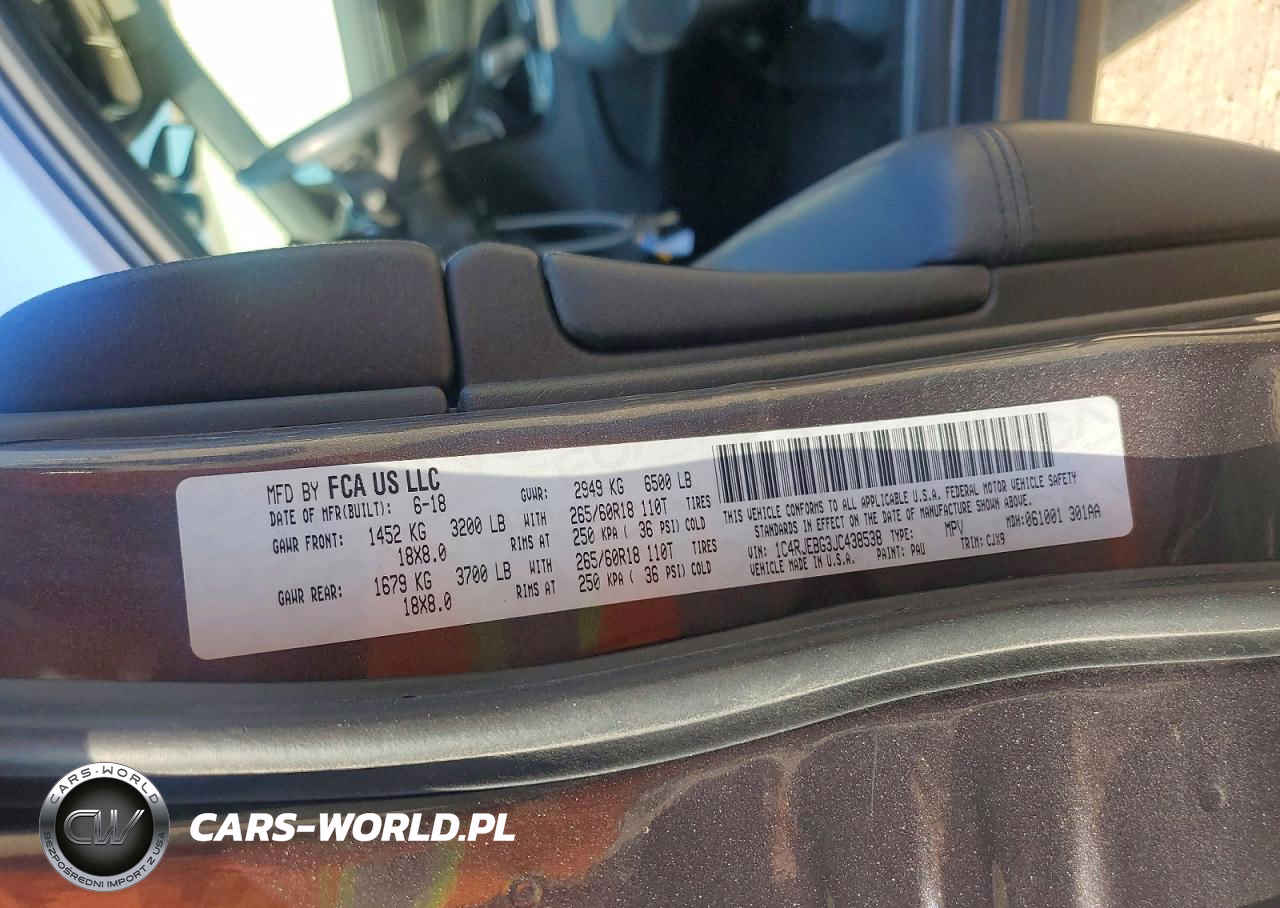 MFD BY FCA US LLC
DATE OF MFR(BUILT): 6-18 GVWR: 2949 KG 6500 LB
GAWR FRONT: 1452 KG 3200 LB WITH 265/60R18 110T TIRES
18X8.0 RIMS AT 250 KPA ( 36 PSI) COLD
GAWR REAR: 1679 KG 3700 LB WITH 265/60R18 110T TIRES
18X8.0 RIMS AT 250 KPA ( 36 PSI) COLD
THIS VEHICLE CONFORMS TO ALL APPLICABLE U.S.A. FEDERAL MOTOR VEHICLE SAFETY
STANDARDS IN EFFECT ON THE DATE OF MANUFACTURE SHOWN ABOVE.
VIN: 1C4RJEBG3JC438538 TYPE: MPV MDH: 061001 301AA
VEHICLE MADE IN U.S.A. PAINT: PAU TRIM: CJX9
CARS-WORLD
CW
BEZPOŚREDNI IMPORT Z USA
CARS-WORLD.PL